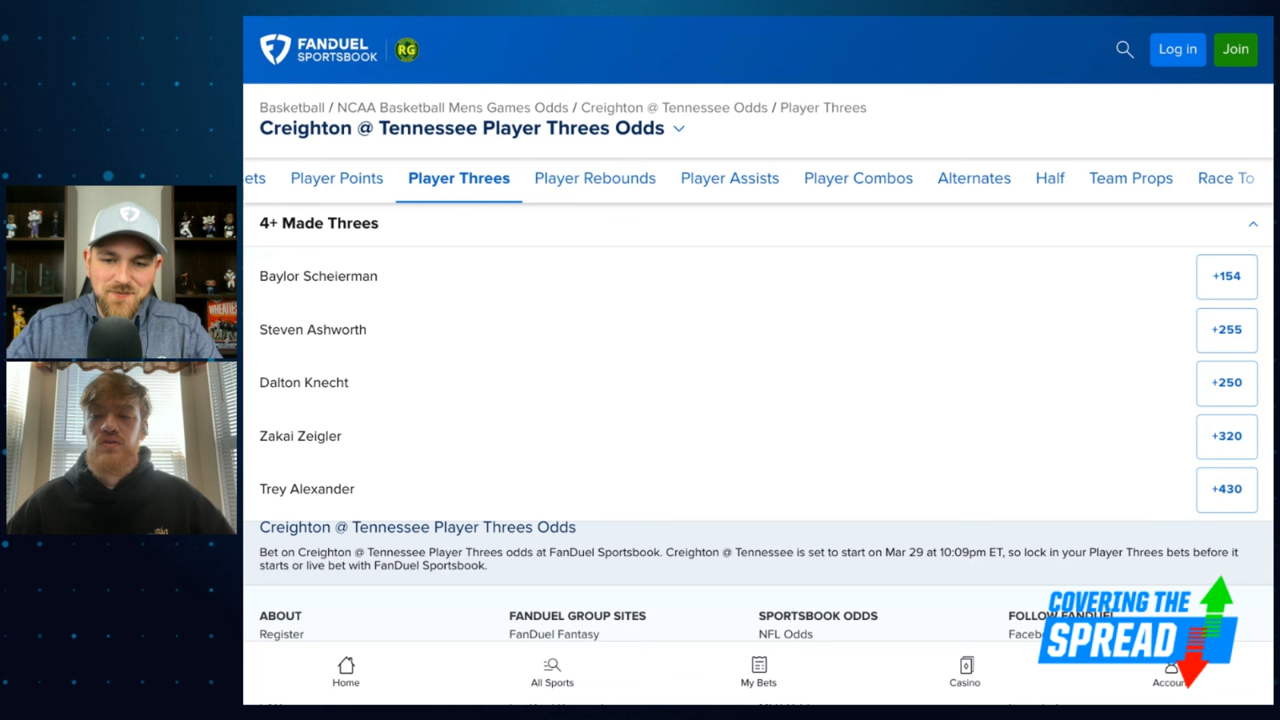 FANDUEL
SPORTSBOOK
RG
Log in
Join
Basketball / NCAA Basketball Mens Games Odds / Creighton @ Tennessee Odds / Player Threes
Creighton @ Tennessee Player Threes Odds
ets Player Points Player Threes Player Rebounds Player Assists Player Combos Alternates Half Team Props Race To
4+ Made Threes
Baylor Scheierman +154
Steven Ashworth +255
Dalton Knecht +250
Zakai Zeigler +320
Trey Alexander +430
Creighton @ Tennessee Player Threes Odds
Bet on Creighton @ Tennessee Player Threes odds at FanDuel Sportsbook. Creighton @ Tennessee is set to start on Mar 29 at 10:09pm ET, so lock in your Player Threes bets before it
starts or live bet with FanDuel Sportsbook.
ABOUT FANDUEL GROUP SITES SPORTSBOOK ODDS FOLLOW FANDUEL
Register FanDuel Fantasy NFL Odds Faceb
COVERING THE
SPREAD
Home All Sports My Bets Casino Accoun
WHEATIES